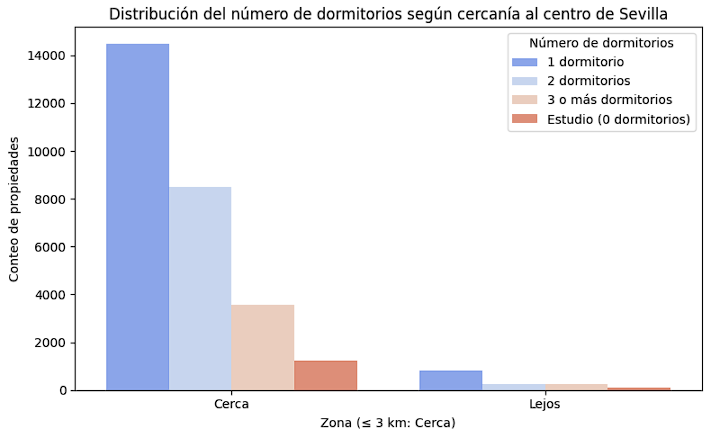 Distribución del número de dormitorios según cercanía al centro de Sevilla
Número de dormitorios
1 dormitorio
2 dormitorios
3 o más dormitorios
Estudio (0 dormitorios)
Conteo de propiedades
14000
12000
10000
8000
6000
4000
2000
0
Cerca
Lejos
Zona (≤ 3 km: Cerca)